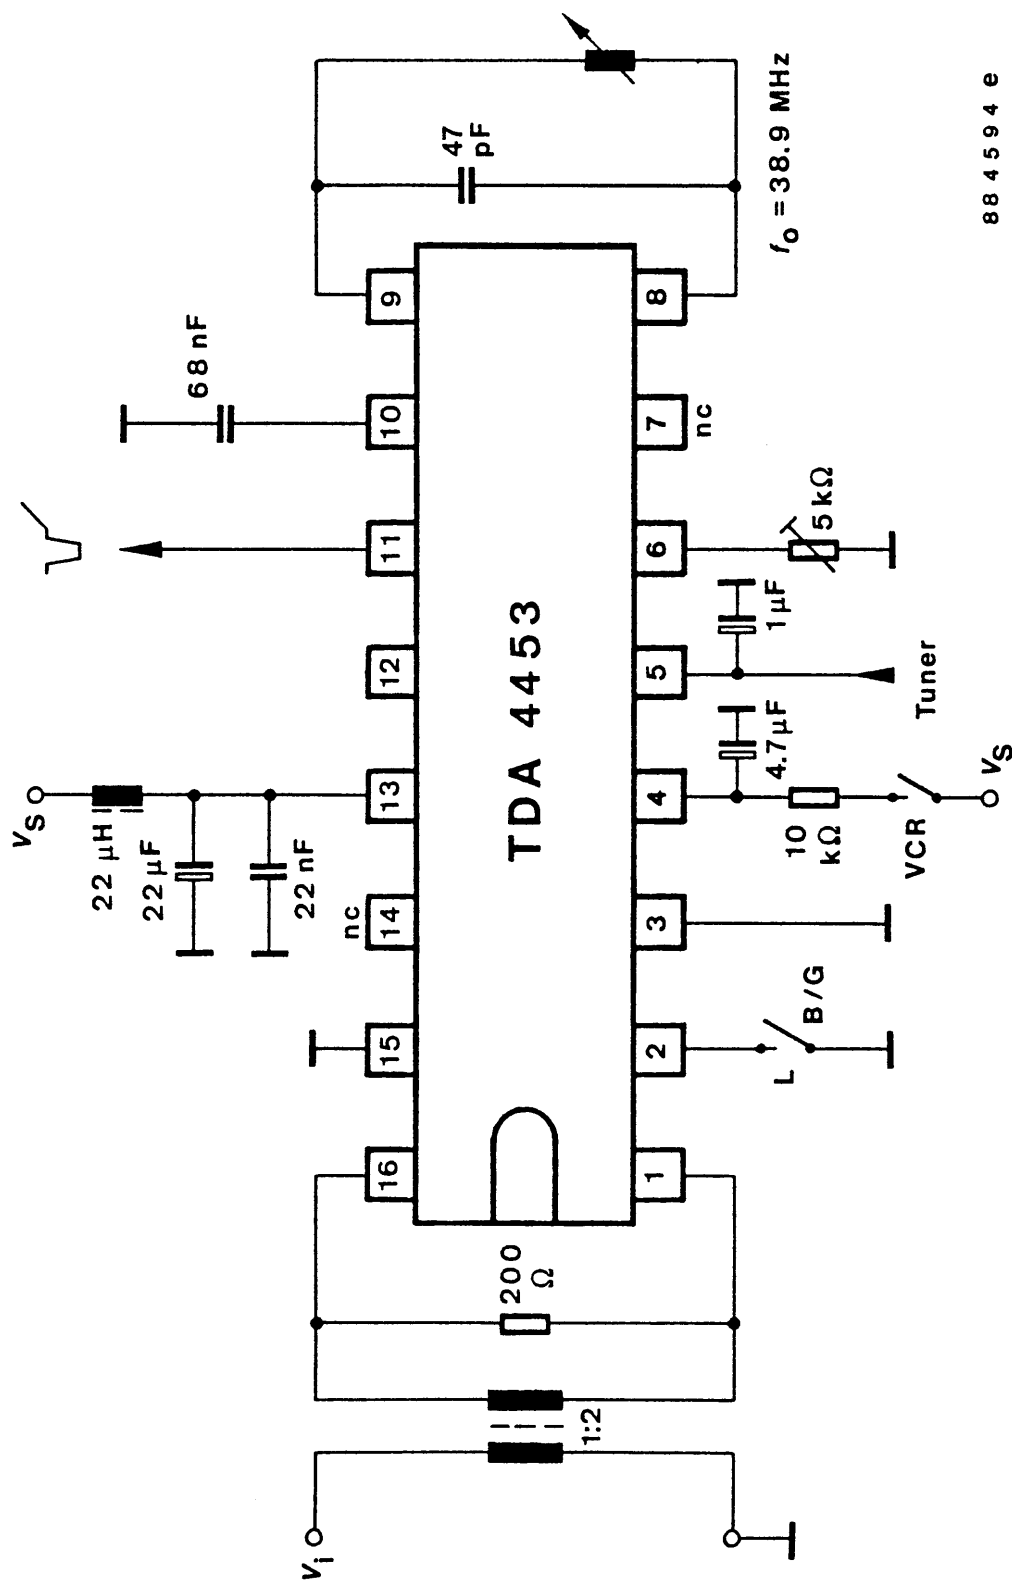 v_i
1:2
200
Ω
16
15
14
13
12
11
10
9
nc
v_S
22 µH
22 µF
22 nF
68 nF
47
pF
TDA 4453
1
2
3
4
5
6
7
8
L
B/G
VCR
10
kΩ
v_S
4.7 µF
Tuner
1 µF
5 kΩ
nc
f_o = 38.9 MHz
884594 e